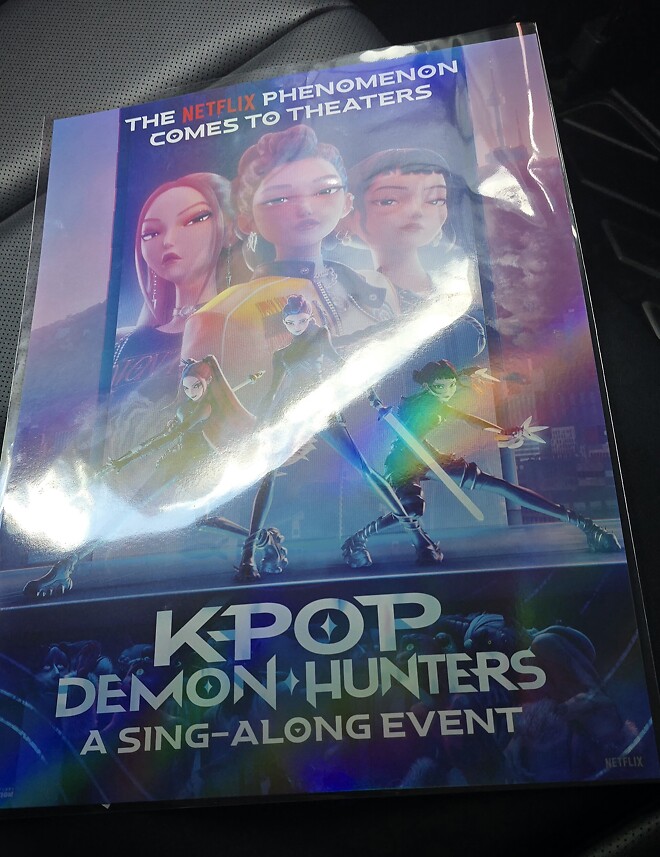 THE NETFLIX PHENOMENON
COMES TO THEATERS
KPOP
DEMON HUNTERS
A SING-ALONG EVENT
NETFLIX